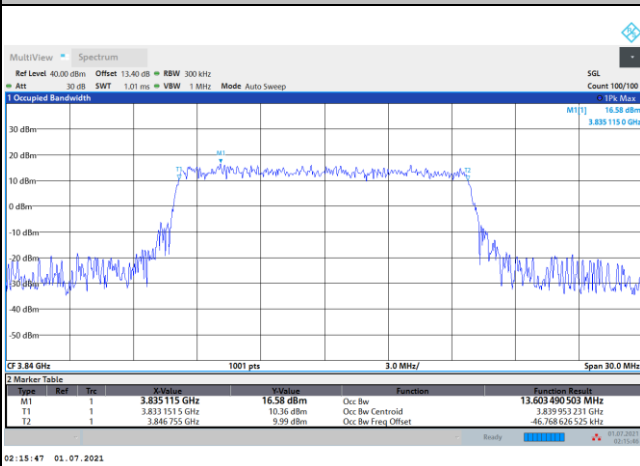 MultiView Spectrum
Ref Level 40.00 dBm Offset 13.40 dB RBW 300 kHz SGL
Att 30 dB SWT 1.01 ms VBW 1 MHz Mode Auto Sweep Count 100/100
1 Occupied Bandwidth 1Pk Max
M1[1] 16.58 dBm
3.835 115 0 GHz
30 dBm
20 dBm
M1
T1
T2
10 dBm
0 dBm
-10 dBm
-20 dBm
-30 dBm
-40 dBm
-50 dBm
CF 3.84 GHz 1001 pts 3.0 MHz/ Span 30.0 MHz
2 Marker Table
Type Ref Trc X-Value Y-Value Function Function Result
M1 1 3.835 115 GHz 16.58 dBm Occ Bw 13.603 490 503 MHz
T1 1 3.833 151 5 GHz 10.36 dBm Occ Bw Centroid 3.839 953 231 GHz
T2 1 3.846 755 GHz 9.99 dBm Occ Bw Freq Offset -46.768 626 525 kHz
Ready 01.07.2021
02:15:46
02:15:47 01.07.2021